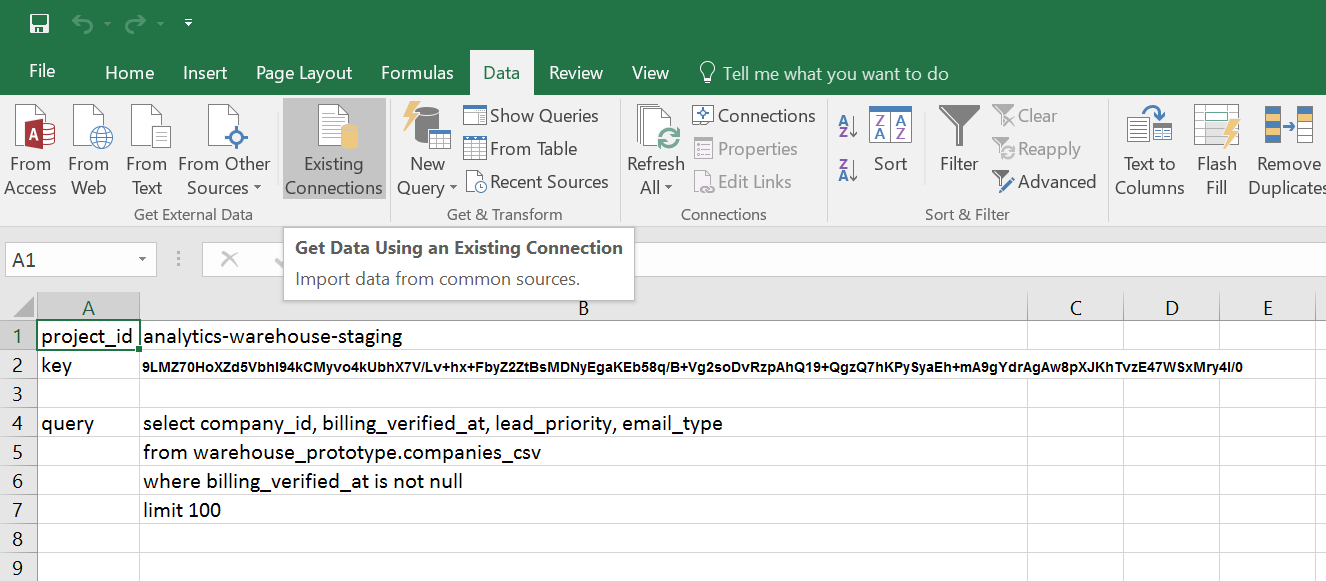 File Home Insert Page Layout Formulas Data Review View Tell me what you want to do
From Access
From Web
From Text
From Other Sources
Existing Connections
Get External Data
New Query
Show Queries
From Table
Recent Sources
Get & Transform
Refresh All
Connections
Properties
Edit Links
Connections
Sort
Filter
Clear
Reapply
Advanced
Sort & Filter
Text to Columns
Flash Fill
Remove Duplicates
A1
Get Data Using an Existing Connection
Import data from common sources.
A B C D E
1 project_id analytics-warehouse-staging
2 key 9LMZ70HoXZd5VbhI94kCMyvo4kUbhX7V/Lv+hx+FbyZ2ZtBsMDNyEgaKEb58q/B+Vg2soDvRzpAhQ19+QgzQ7hKPySyaEh+mA9gYdrAgAw8pXJKhTvzE47WSxMry4I/0
3
4 query select company_id, billing_verified_at, lead_priority, email_type
5 from warehouse_prototype.companies_csv
6 where billing_verified_at is not null
7 limit 100
8
9